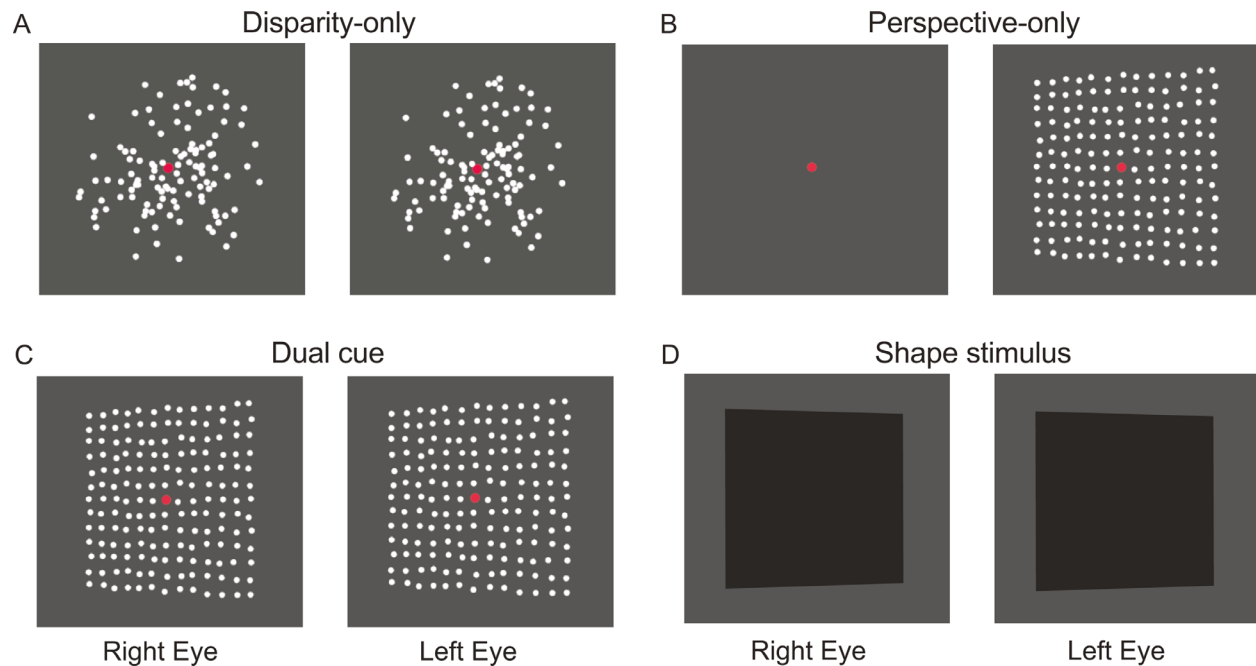 A Disparity-only
B Perspective-only
C Dual cue
D Shape stimulus
Right Eye
Left Eye
Right Eye
Left Eye